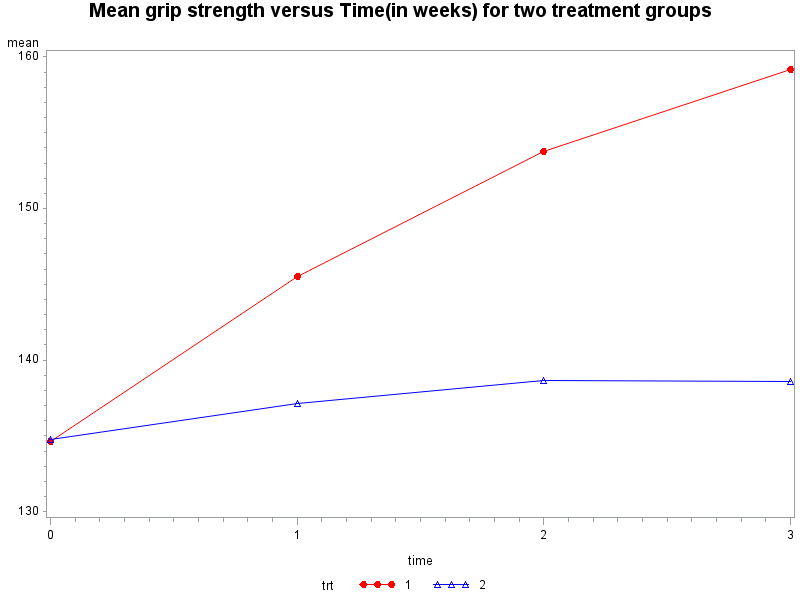 Mean grip strength versus Time(in weeks) for two treatment groups
mean
160
150
140
130
0 1 2 3
time
trt 1 2